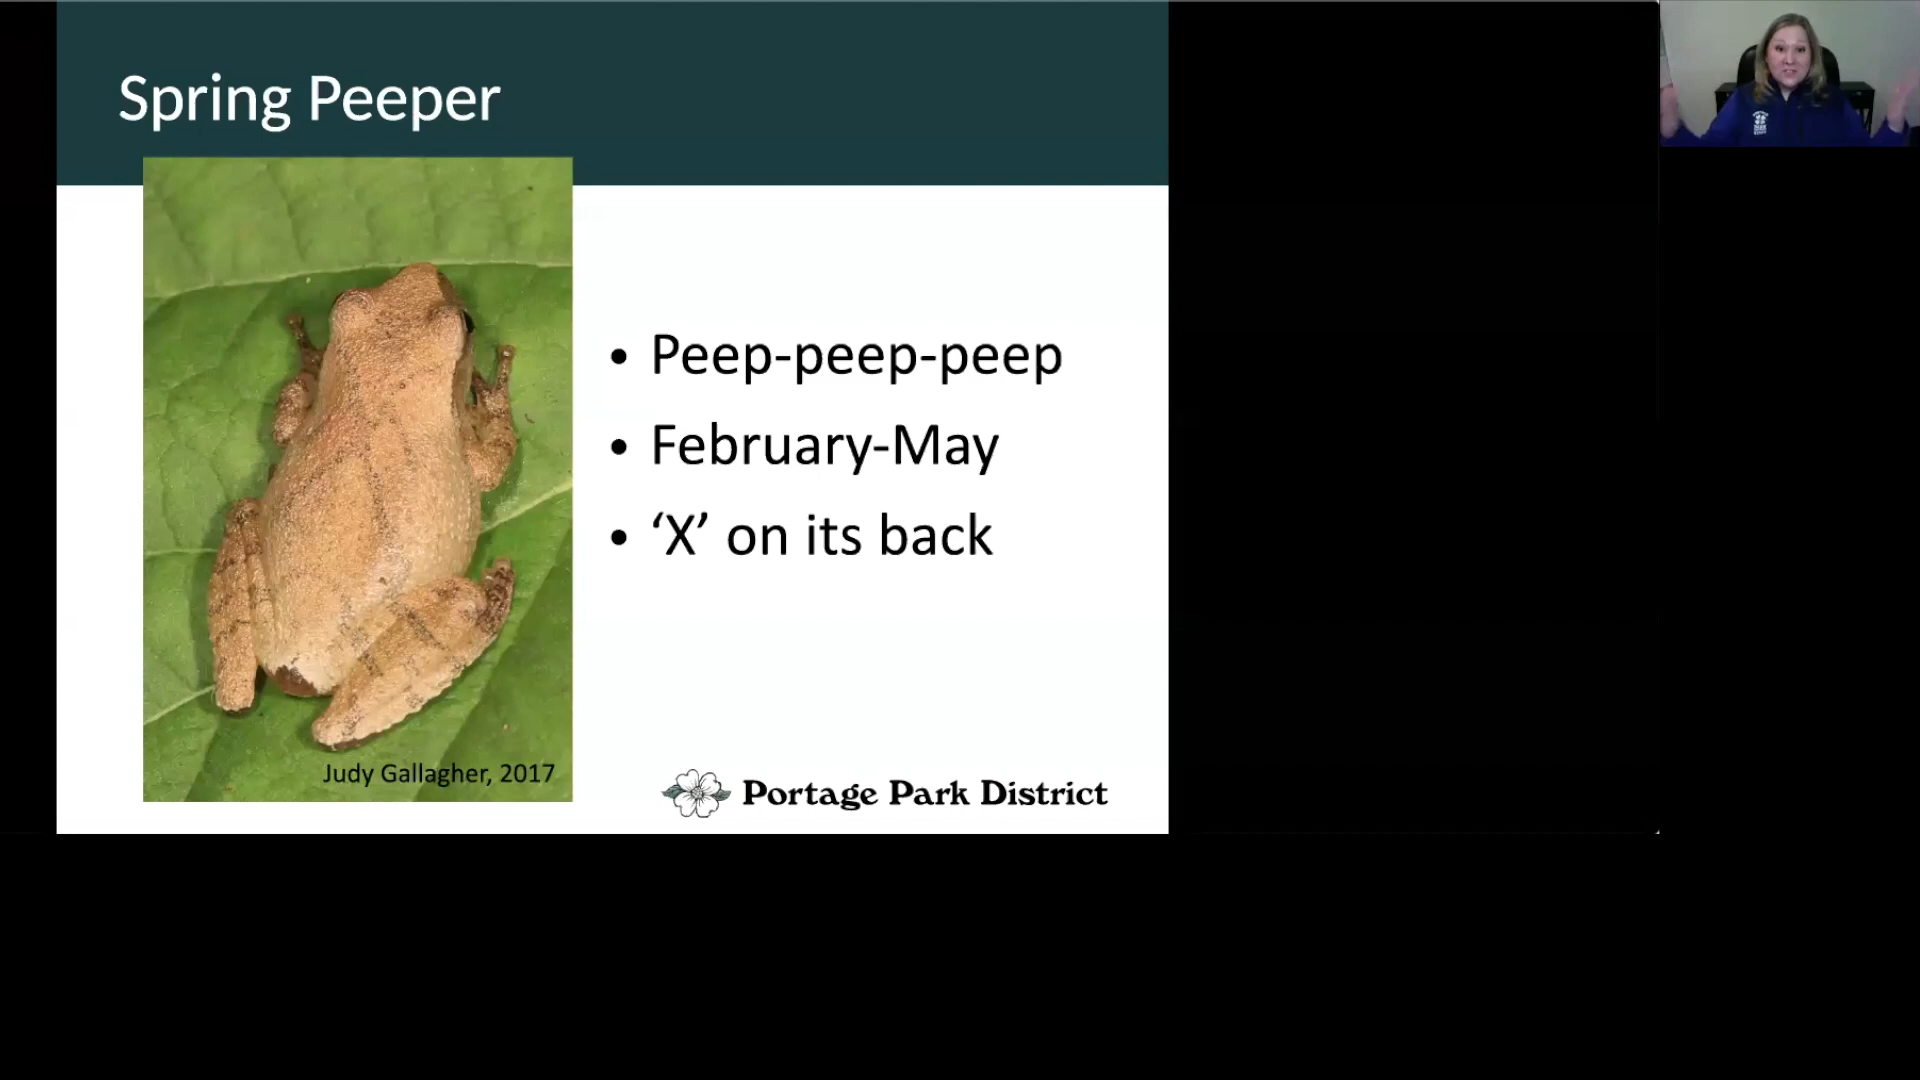 Spring Peeper
• Peep-peep-peep
• February-May
• ‘X’ on its back
Judy Gallagher, 2017
Portage Park District